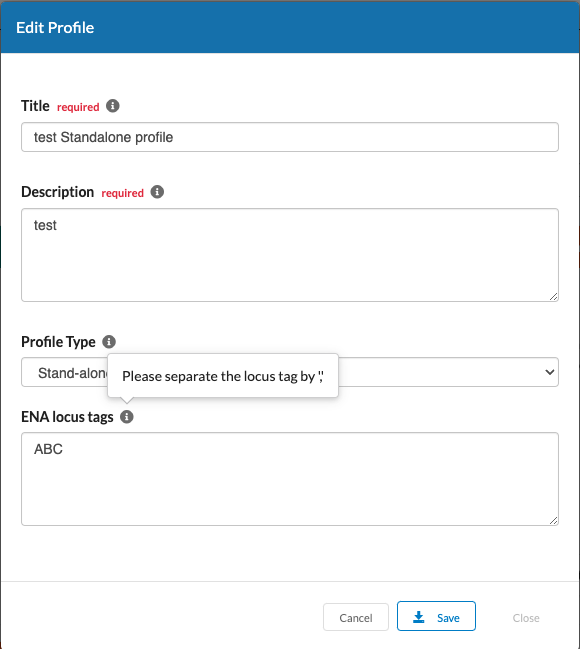 Edit Profile
Title required
test Standalone profile
Description required
test
Profile Type
Stand-alon
Please separate the locus tag by ','
ENA locus tags
ABC
Cancel Save Close